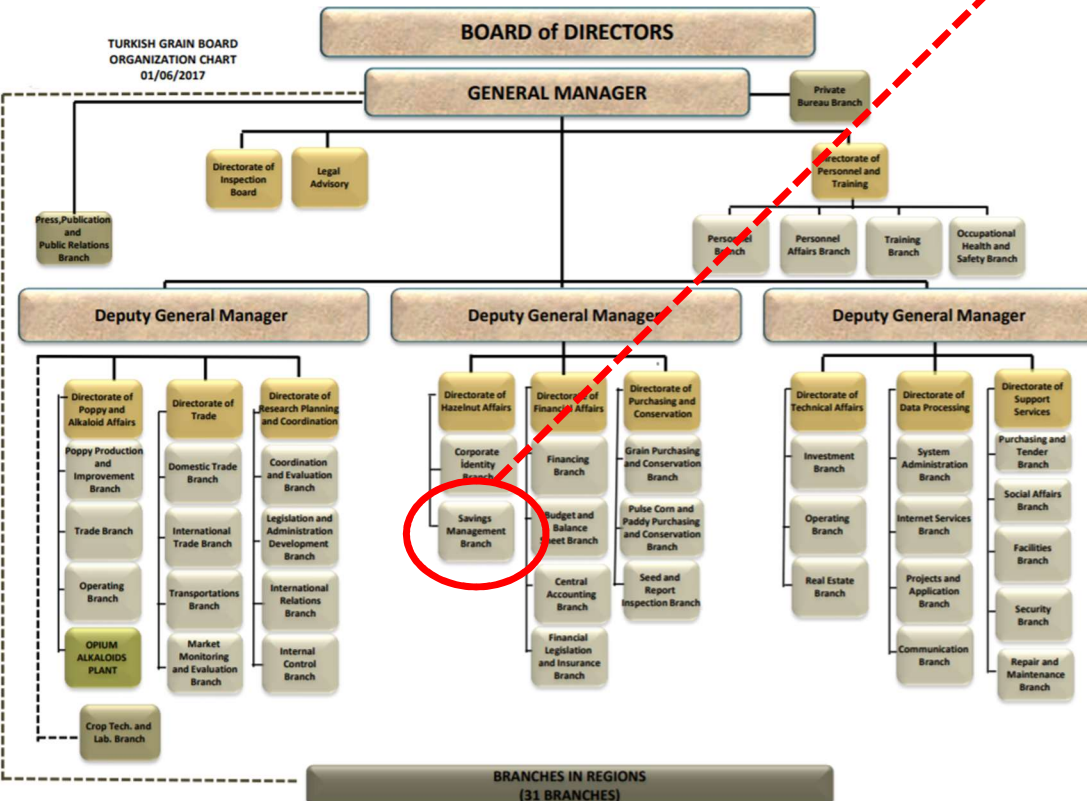 BOARD of DIRECTORS
TURKISH GRAIN BOARD
ORGANIZATION CHART
01/06/2017
GENERAL MANAGER
Private
Bureau Branch
Directorate of
Inspection
Board
Legal
Advisory
Directorate of
Personnel and
Training
Press,Publication
and
Public Relations
Branch
Personnel
Branch
Personnel
Affairs Branch
Training
Branch
Occupational
Health and
Safety Branch
Deputy General Manager
Deputy General Manager
Deputy General Manager
Directorate of
Poppy and
Alkaloid Affairs
Poppy Production
and
Improvement
Branch
Trade Branch
Operating
Branch
OPIUM
ALKALOIDS
PLANT
Crop Tech. and
Lab. Branch
Directorate of
Trade
Domestic Trade
Branch
International
Trade Branch
Transportations
Branch
Market
Monitoring
and Evaluation
Branch
Directorate of
Research Planning
and Coordination
Coordination
and Evaluation
Branch
Legislation and
Administration
Development
Branch
International
Relations
Branch
Internal
Control
Branch
Directorate of
Hazelnut Affairs
Corporate
İdentity
Branch
Savings
Management
Branch
Directorate of
Financial Affairs
Financing
Branch
Budget and
Balance
Sheet Branch
Central
Accounting
Branch
Financial
Legislation
and Insurance
Branch
Directorate of
Purchasing and
Conservation
Grain Purchasing
and Conservation
Branch
Pulse Corn and
Paddy Purchasing
and Conservation
Branch
Seed and
Report
Inspection Branch
Directorate of
Technical Affairs
Investment
Branch
Operating
Branch
Real Estate
Branch
Directorate of
Data Processing
System
Administration
Branch
Internet Services
Branch
Projects and
Application
Branch
Communication
Branch
Directorate of
Support
Services
Purchasing and
Tender
Branch
Social Affairs
Branch
Facilities
Branch
Security
Branch
Repair and
Maintenance
Branch
BRANCHES IN REGIONS
(31 BRANCHES)